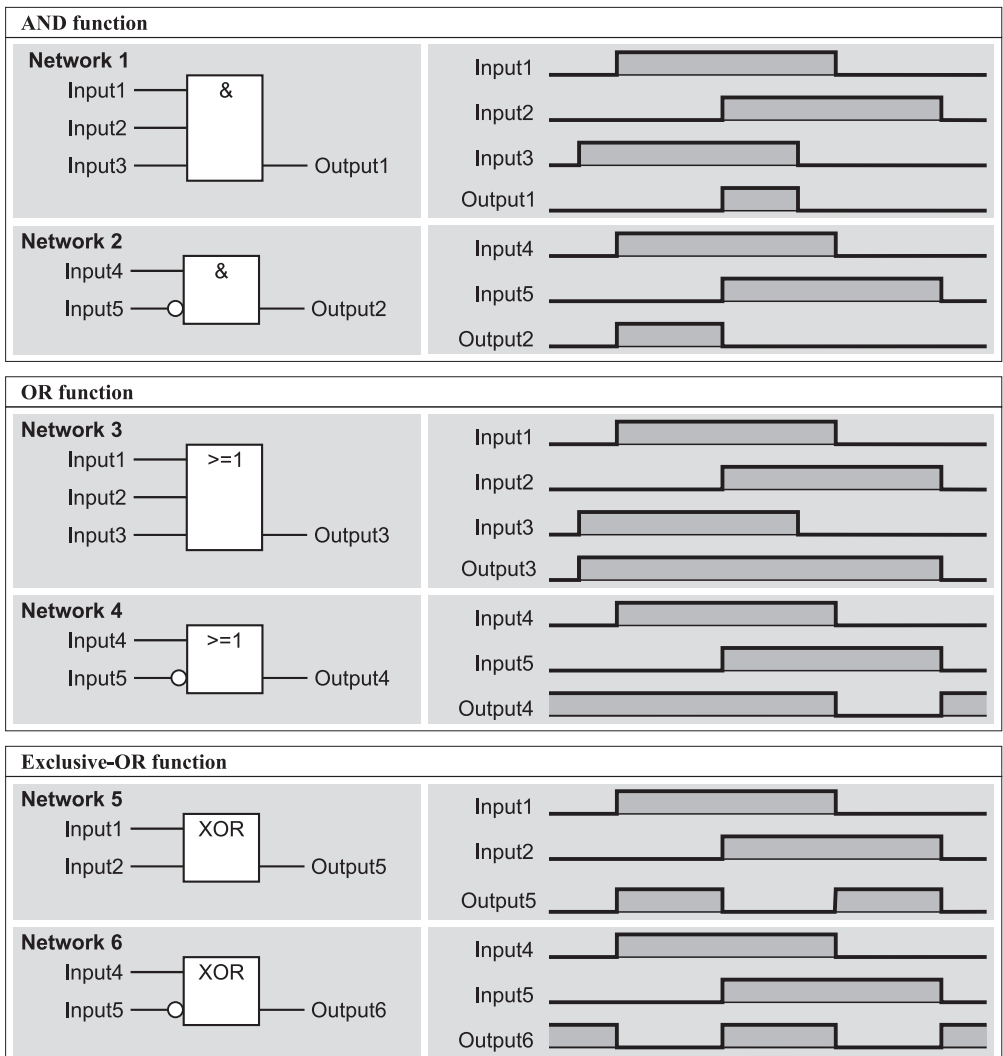 AND function
Network 1
Input1
&
Input2
Input3
Output1
Input1
Input2
Input3
Output1
Network 2
Input4
&
Input5
Output2
Input4
Input5
Output2
OR function
Network 3
Input1
>=1
Input2
Input3
Output3
Input1
Input2
Input3
Output3
Network 4
Input4
>=1
Input5
Output4
Input4
Input5
Output4
Exclusive-OR function
Network 5
Input1
XOR
Input2
Output5
Input1
Input2
Output5
Network 6
Input4
XOR
Input5
Output6
Input4
Input5
Output6